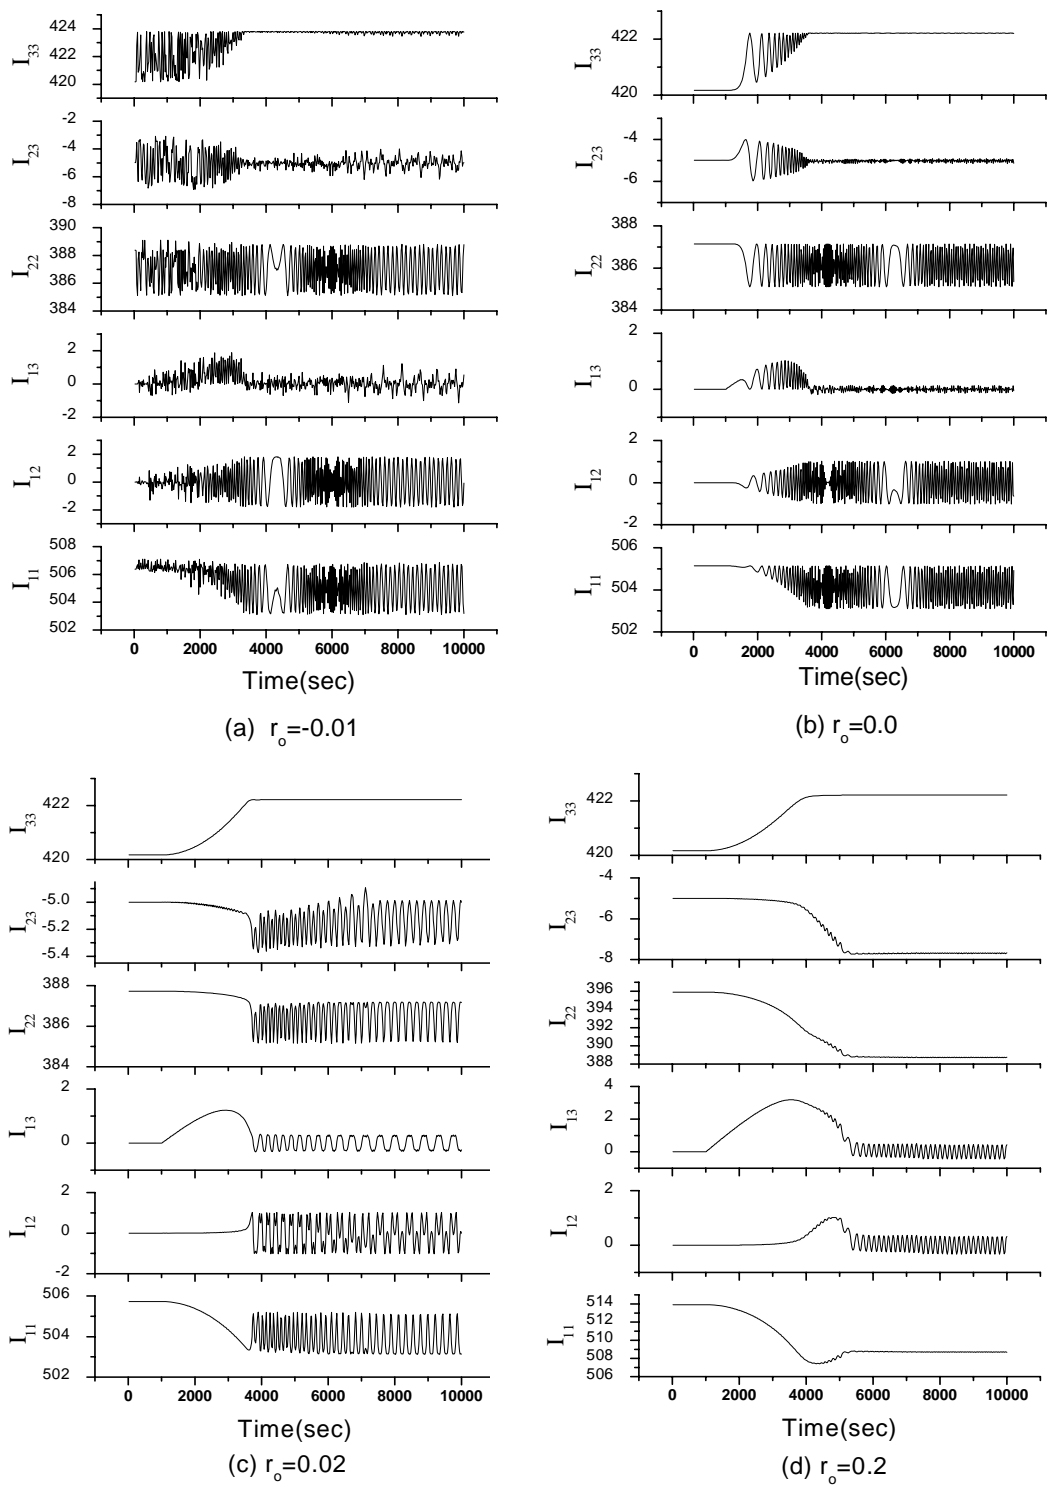 424
422
420
I33
-2
-4
-6
-8
I23
390
388
386
384
I22
2
0
-2
I13
2
0
-2
I12
508
506
504
502
I11
0 2000 4000 6000 8000 10000
Time(sec)
(a) ro=-0.01
422
420
I33
-4
-6
I23
388
386
384
I22
2
0
I13
2
0
-2
I12
506
504
502
I11
0 2000 4000 6000 8000 10000
Time(sec)
(b) ro=0.0
422
420
I33
-5.0
-5.2
-5.4
I23
388
386
384
I22
2
0
I13
2
0
-2
I12
506
504
502
I11
0 2000 4000 6000 8000 10000
Time(sec)
(c) ro=0.02
422
420
I33
-4
-6
-8
I23
396
394
392
390
388
I22
4
2
0
I13
2
0
I12
514
512
510
508
506
I11
0 2000 4000 6000 8000 10000
Time(sec)
(d) ro=0.2